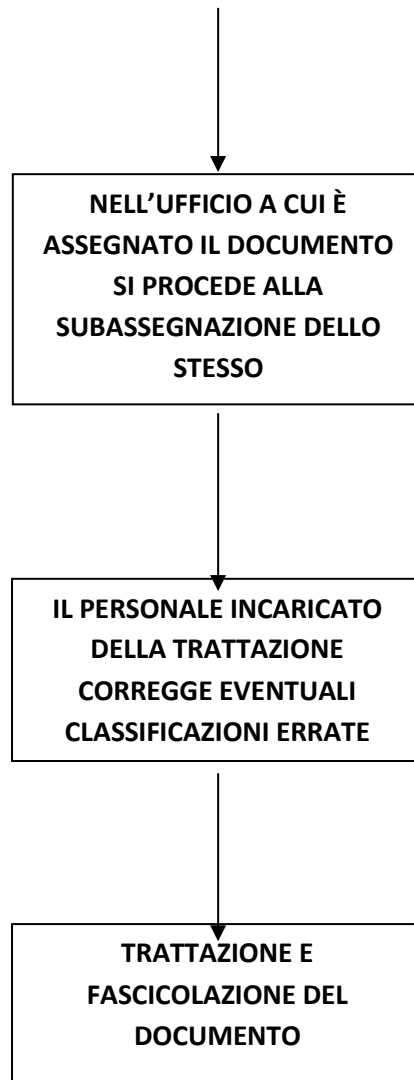 NELL’UFFICIO A CUI È
ASSEGNATO IL DOCUMENTO
SI PROCEDE ALLA
SUBASSEGNAZIONE DELLO
STESSO
IL PERSONALE INCARICATO
DELLA TRATTAZIONE
CORREGGE EVENTUALI
CLASSIFICAZIONI ERRATE
TRATTAZIONE E
FASCICOLAZIONE DEL
DOCUMENTO